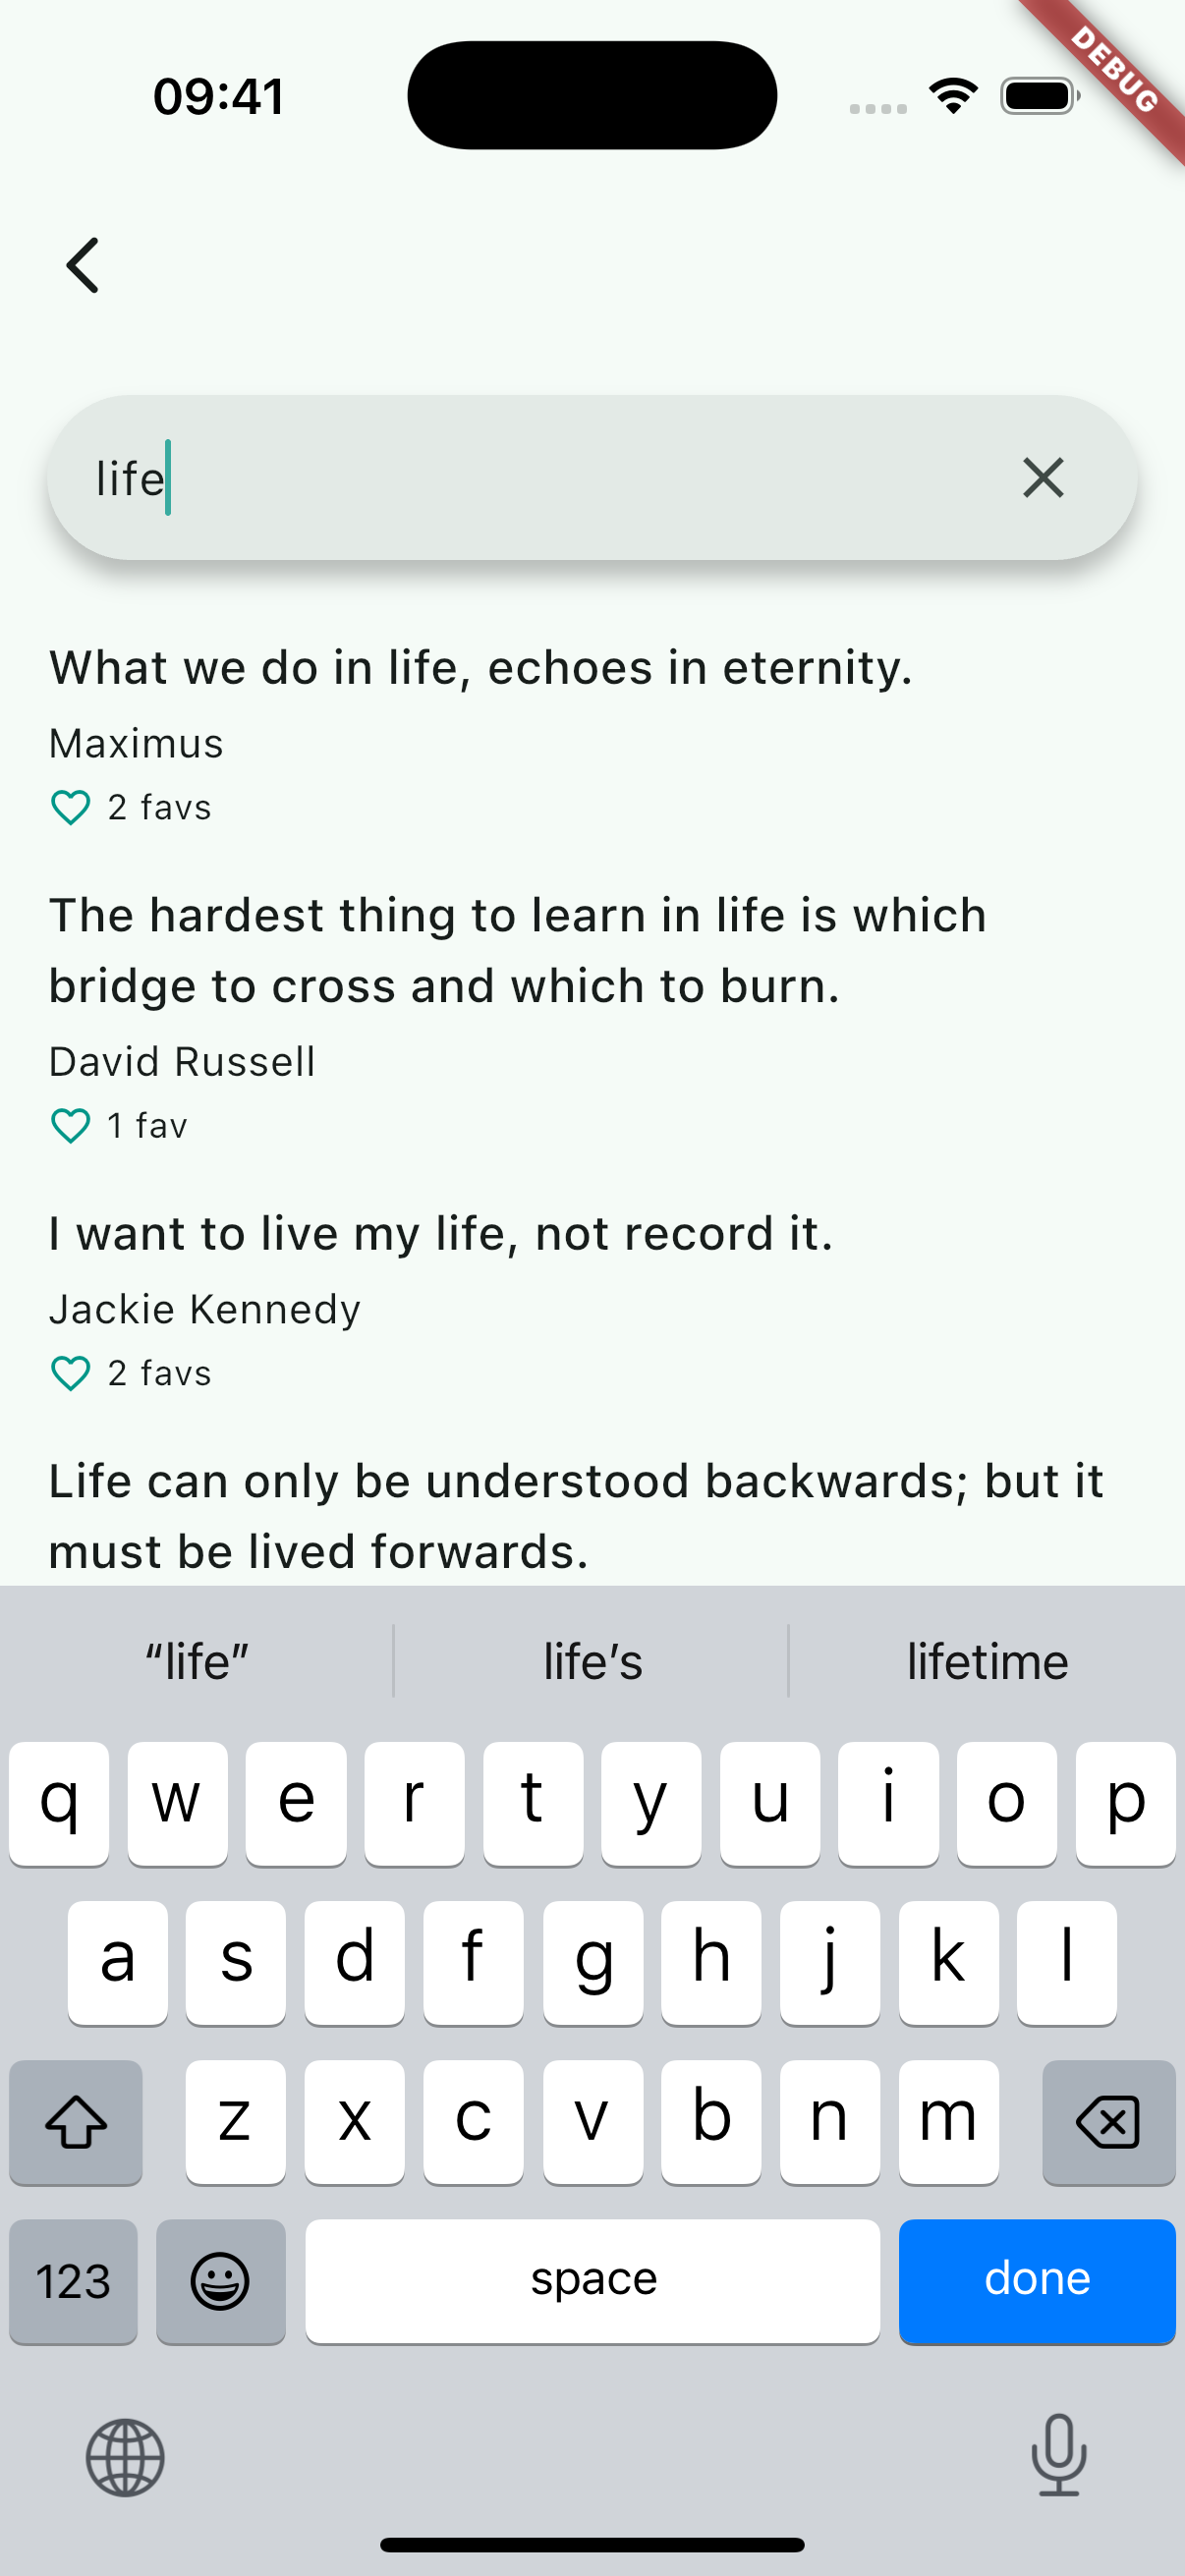 09:41
DEBUG
life
What we do in life, echoes in eternity.
Maximus
2 favs
The hardest thing to learn in life is which
bridge to cross and which to burn.
David Russell
1 fav
I want to live my life, not record it.
Jackie Kennedy
2 favs
Life can only be understood backwards; but it
must be lived forwards.
“life” life’s lifetime
q w e r t y u i o p
a s d f g h j k l
z x c v b n m
123 space done